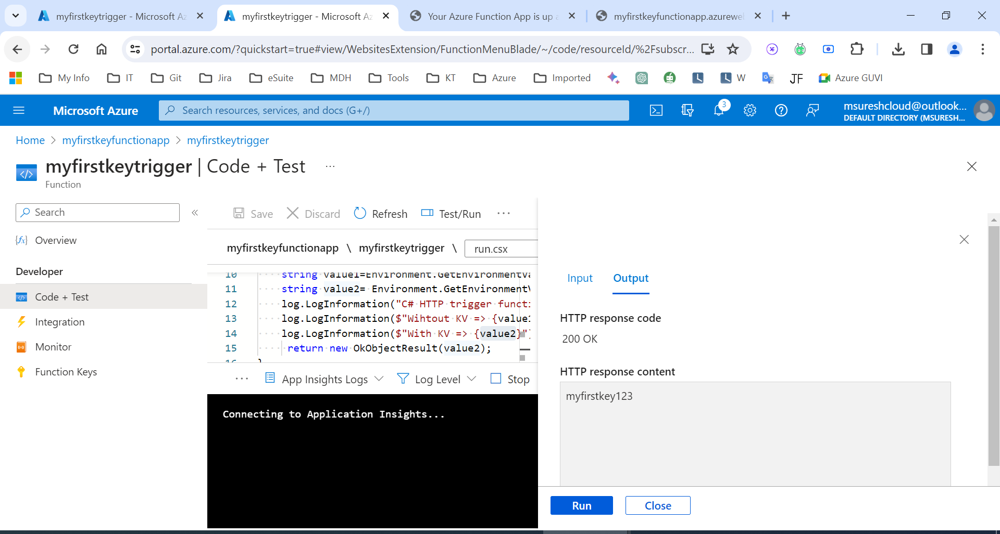 myfirstkeytrigger - Microsoft Az
myfirstkeytrigger - Microsoft Az
Your Azure Function App is up a
myfirstkeyfunctionapp.azurewe
portal.azure.com/?quickstart=true#view/WebsitesExtension/FunctionMenuBlade/~/code/resourceId/%2Fsubscr...
My Info
IT
Git
Jira
eSuite
MDH
Tools
KT
Azure
Imported
W
JF
Azure GUVI
Microsoft Azure
Search resources, services, and docs (G+/)
3
msureshcloud@outlook...
DEFAULT DIRECTORY (MSURESH...
Home > myfirstkeyfunctionapp > myfirstkeytrigger
myfirstkeytrigger | Code + Test ...
Function
Search
«
Overview
Developer
Code + Test
Integration
Monitor
Function Keys
Save
Discard
Refresh
Test/Run
...
myfirstkeyfunctionapp \ myfirstkeytrigger \ run.csx
10 string value1=Environment.GetEnvironmentVa
11 string value2= Environment.GetEnvironmentV
12 log.LogInformation("C# HTTP trigger functi
13 log.LogInformation($"Wihtout KV => {value1
14 log.LogInformation($"With KV => {value2}")
15 return new OkObjectResult(value2);
16 }
... App Insights Logs
Log Level
Stop
Connecting to Application Insights...
Input
Output
HTTP response code
200 OK
HTTP response content
myfirstkey123
Run
Close